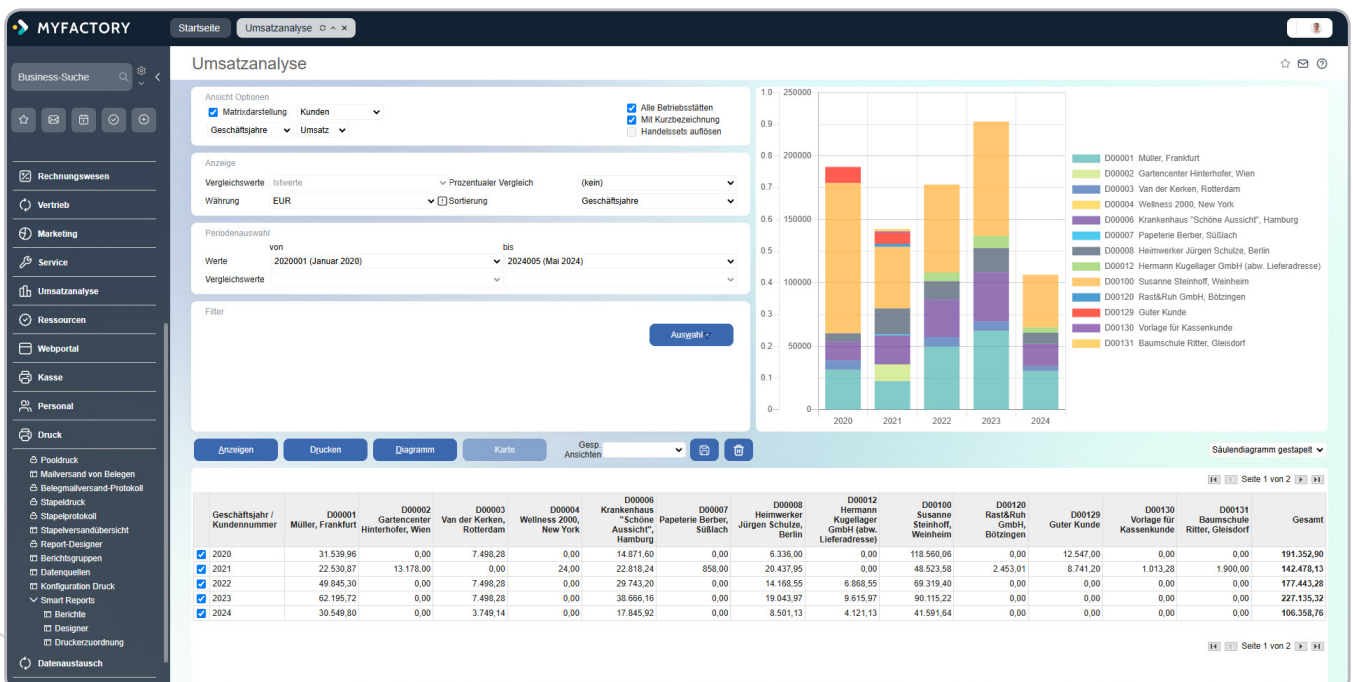 MYFACTORY
Startseite
Umsatzanalyse
Business-Suche
Umsatzanalyse
Rechnungswesen
Vertrieb
Marketing
Service
Umsatzanalyse
Ressourcen
Webportal
Kasse
Personal
Druck
Pooldruck
Mailversand von Belegen
Belegmailversand-Protokoll
Stapeldruck
Stapelprotokoll
Stapelversandübersicht
Report-Designer
Berichtsgruppen
Datenquellen
Konfiguration Druck
Smart Reports
Berichte
Designer
Druckerzuordnung
Datenaustausch
Ansicht Optionen
Matrixdarstellung Kunden
Geschäftsjahre Umsatz
Alle Betriebsstätten
Mit Kurzbezeichnung
Handelssets auflösen
Anzeige
Vergleichswerte Istwerte Prozentualer Vergleich (kein)
Währung EUR Sortierung Geschäftsjahre
Periodenauswahl
von bis
Werte 2020001 (Januar 2020) 2024005 (Mai 2024)
Vergleichswerte
Filter
Auswahl
1.0 250000
0.9
0.8 200000
0.7
0.6 150000
0.5
0.4 100000
0.3
0.2 50000
0.1
0 0
2020 2021 2022 2023 2024
D00001 Müller, Frankfurt
D00002 Gartencenter Hinterhofer, Wien
D00003 Van der Kerken, Rotterdam
D00004 Wellness 2000, New York
D00006 Krankenhaus "Schöne Aussicht", Hamburg
D00007 Papeterie Berber, Süßlach
D00008 Heimwerker Jürgen Schulze, Berlin
D00012 Hermann Kugellager GmbH (abw. Lieferadresse)
D00100 Susanne Steinhoff, Weinheim
D00120 Rast&Ruh GmbH, Bötzingen
D00129 Guter Kunde
D00130 Vorlage für Kassenkunde
D00131 Baumschule Ritter, Gleisdorf
Anzeigen Drucken Diagramm Karte Gesp. Ansichten
Säulendiagramm gestapelt
Seite 1 von 2
Geschäftsjahr / Kundennummer D00001 Müller, Frankfurt D00002 Gartencenter Hinterhofer, Wien D00003 Van der Kerken, Rotterdam D00004 Wellness 2000, New York D00006 Krankenhaus "Schöne Aussicht", Hamburg D00007 Papeterie Berber, Süßlach D00008 Heimwerker Jürgen Schulze, Berlin D00012 Hermann Kugellager GmbH (abw. Lieferadresse) D00100 Susanne Steinhoff, Weinheim D00120 Rast&Ruh GmbH, Bötzingen D00129 Guter Kunde D00130 Vorlage für Kassenkunde D00131 Baumschule Ritter, Gleisdorf Gesamt
2020 31.539,96 0,00 7.498,28 0,00 14.871,60 0,00 6.336,00 0,00 118.560,06 0,00 12.547,00 0,00 0,00 191.352,90
2021 22.530,87 13.178,00 0,00 24,00 22.818,24 858,00 20.437,95 0,00 48.523,58 2.453,01 8.741,20 1.013,28 1.900,00 142.478,13
2022 49.845,30 0,00 7.498,28 0,00 29.743,20 0,00 14.168,55 6.868,55 69.319,40 0,00 0,00 0,00 0,00 177.443,28
2023 62.195,72 0,00 7.498,28 0,00 38.666,16 0,00 19.043,97 9.615,97 90.115,22 0,00 0,00 0,00 0,00 227.135,32
2024 30.549,80 0,00 3.749,14 0,00 17.845,92 0,00 8.501,13 4.121,13 41.591,64 0,00 0,00 0,00 0,00 106.358,76
Seite 1 von 2